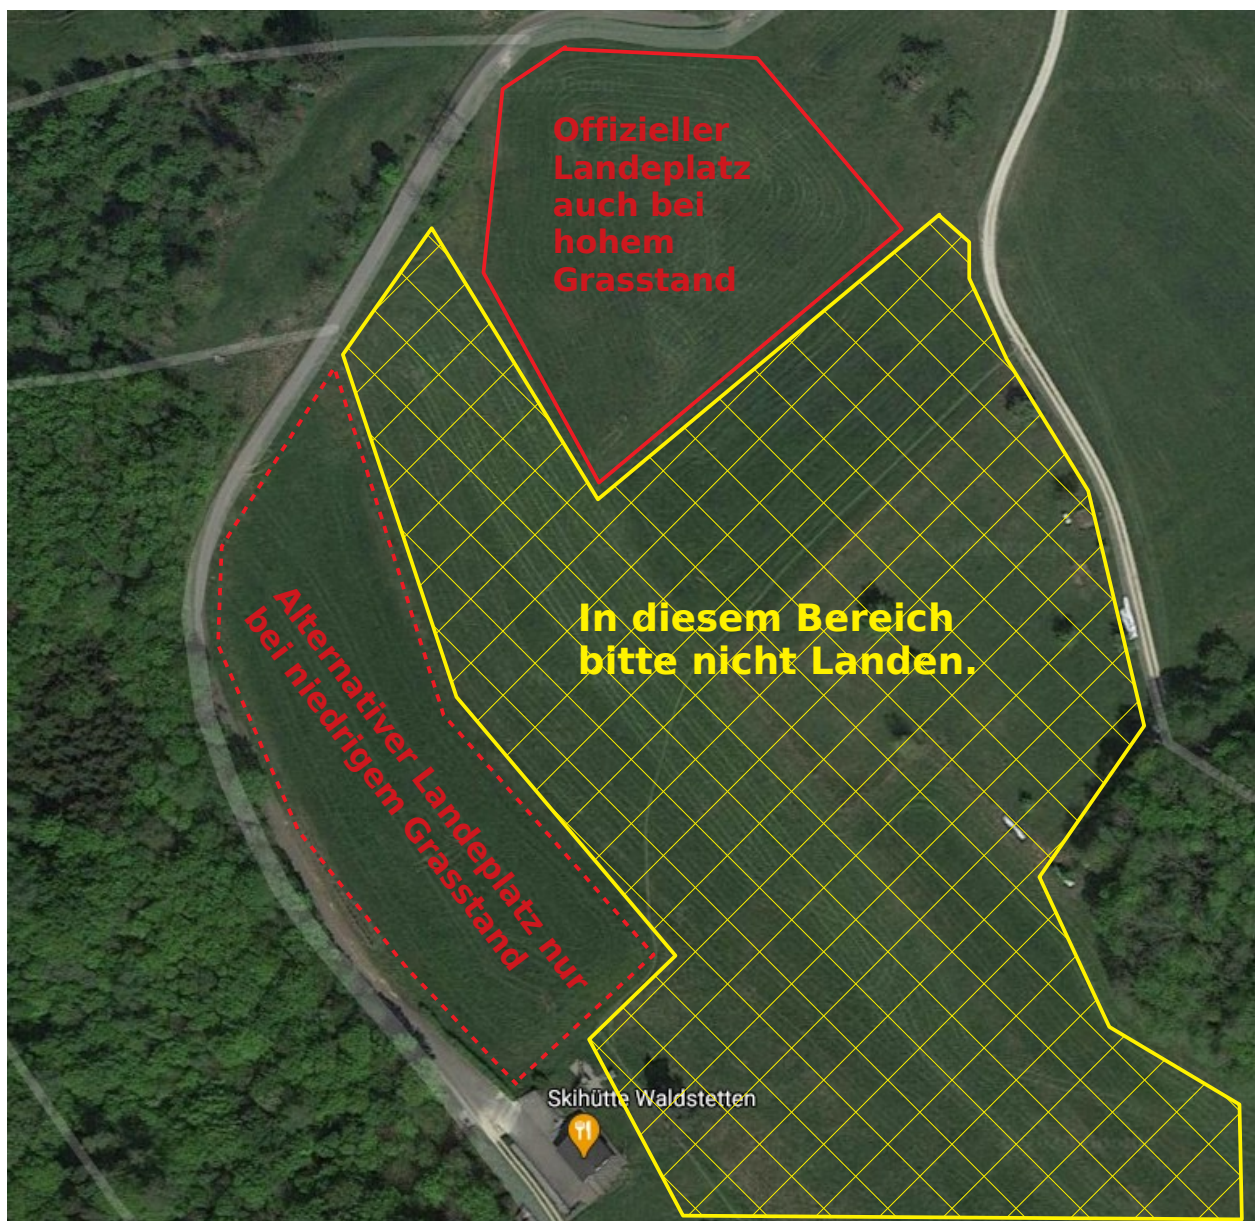 Offizieller
Landeplatz
auch bei
hohem
Grasstand
In diesem Bereich
bitte nicht Landen.
Alternativer Landeplatz nur
bei niedrigem Grasstand
Skihütte Waldstetten